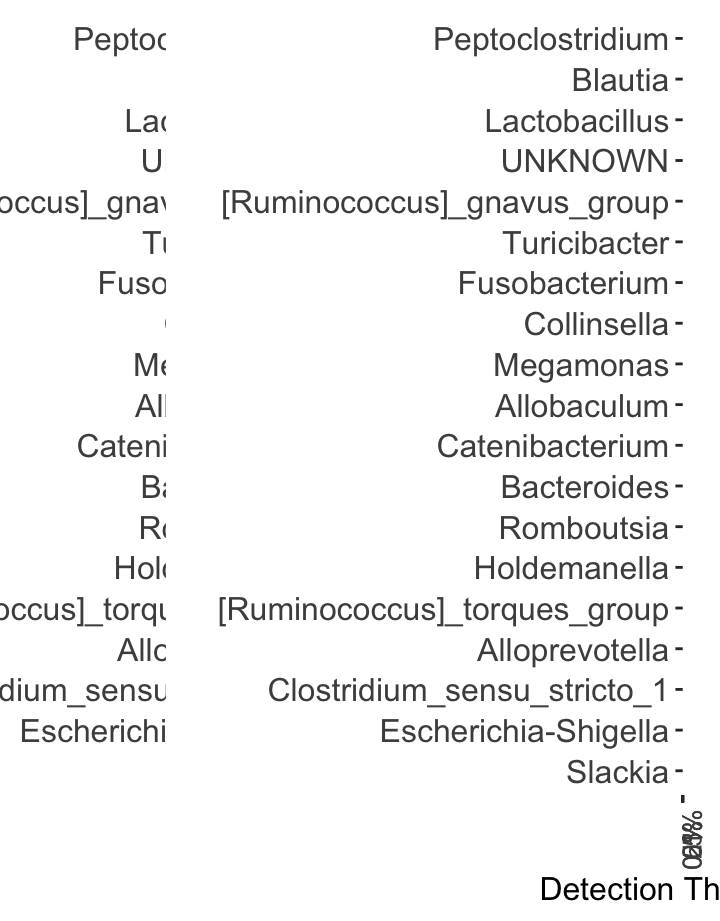 Peptoc Peptoclostridium
Blautia
Lac Lactobacillus
U UNKNOWN
occus]_gnav [Ruminococcus]_gnavus_group
Tu Turicibacter
Fuso Fusobacterium
Collinsella
Me Megamonas
All Allobaculum
Cateni Catenibacterium
Ba Bacteroides
Ro Romboutsia
Hold Holdemanella
occus]_torqu [Ruminococcus]_torques_group
Allo Alloprevotella
dium_sensu Clostridium_sensu_stricto_1
Escherichi Escherichia-Shigella
Slackia
Detection Th